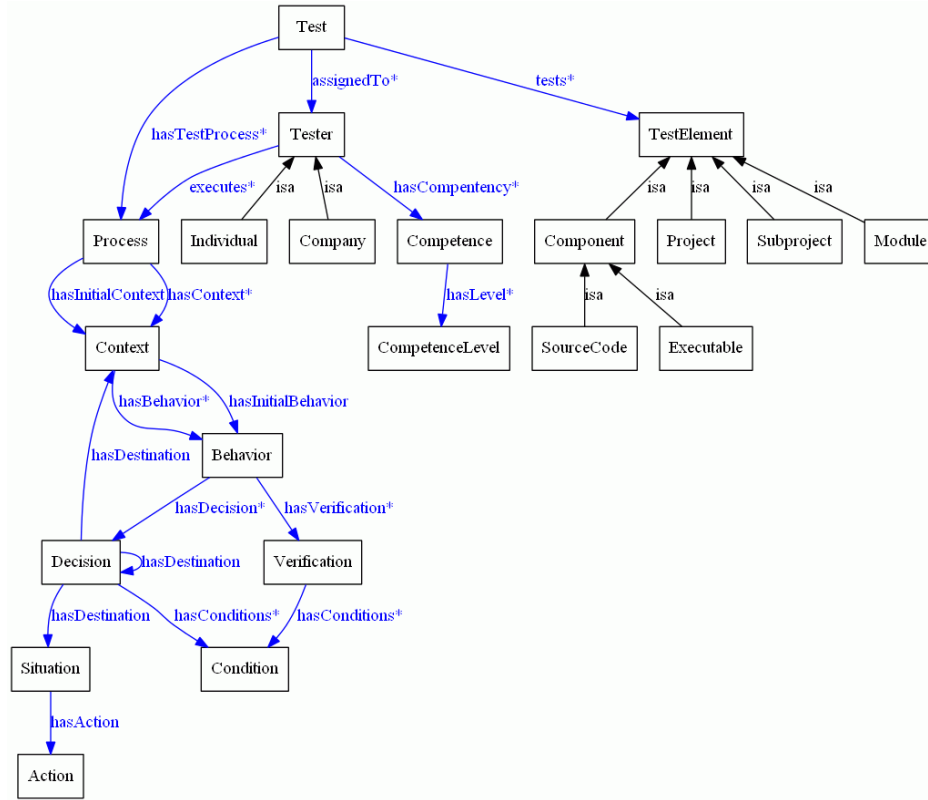 Test
assignedTo*
tests*
hasTestProcess*
Tester
TestElement
executes*
isa
isa
hasCompentency*
isa
isa
isa
isa
Process
Individual
Company
Competence
Component
Project
Subproject
Module
hasInitialContext
hasContext*
hasLevel*
isa
isa
Context
CompetenceLevel
SourceCode
Executable
hasBehavior*
hasInitialBehavior
hasDestination
Behavior
hasDecision*
hasVerification*
Decision
hasDestination
Verification
hasDestination
hasConditions*
hasConditions*
Situation
Condition
hasAction
Action